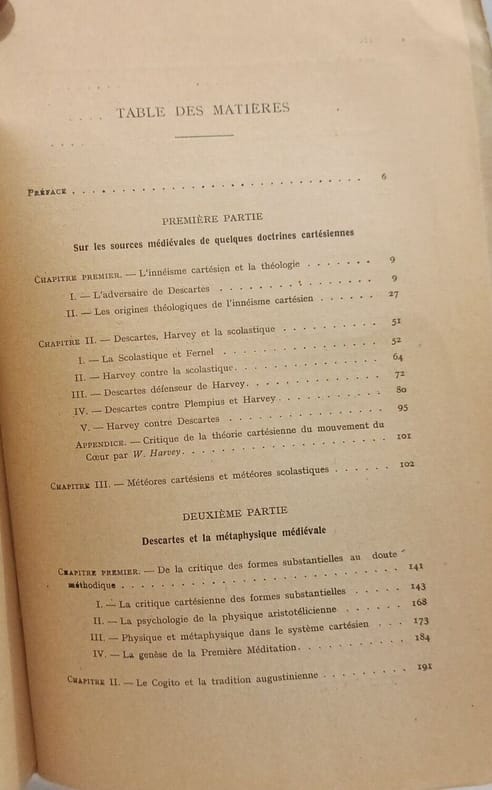 TABLE DES MATIÈRES
PRÉFACE . . . . . . . . . . . . . . . . . . . . . . . . . . . 6
PREMIÈRE PARTIE
Sur les sources médiévales de quelques doctrines cartésiennes
CHAPITRE PREMIER. — L'innéisme cartésien et la théologie . . . . . . . 9
I. — L'adversaire de Descartes . . . . . . . . . . . . 9
II. — Les origines théologiques de l'innéisme cartésien . . . . . . 27
CHAPITRE II. — Descartes, Harvey et la scolastique . . . . . . . . . 51
I. — La Scolastique et Fernel . . . . . . . . . . . . . 52
II. — Harvey contre la scolastique. . . . . . . . . . . . 64
III. — Descartes défenseur de Harvey. . . . . . . . . . . 72
IV. — Descartes contre Plempius et Harvey . . . . . . . . 80
V. — Harvey contre Descartes . . . . . . . . . . . . . 95
APPENDICE. — Critique de la théorie cartésienne du mouvement du
Cœur par W. Harvey. . . . . . . . . . . . . . . . . 101
CHAPITRE III. — Météores cartésiens et météores scolastiques . . . . . . 102
DEUXIÈME PARTIE
Descartes et la métaphysique médiévale
CHAPITRE PREMIER. — De la critique des formes substantielles au doute
méthodique . . . . . . . . . . . . . . . . . . . . . . . 141
I. — La critique cartésienne des formes substantielles . . . . . . 143
II. — La psychologie de la physique aristotélicienne . . . . . . 168
III. — Physique et métaphysique dans le système cartésien . . . 173
IV. — La genèse de la Première Méditation. . . . . . . . . . 184
CHAPITRE II. — Le Cogito et la tradition augustinienne . . . . . . . . . 191